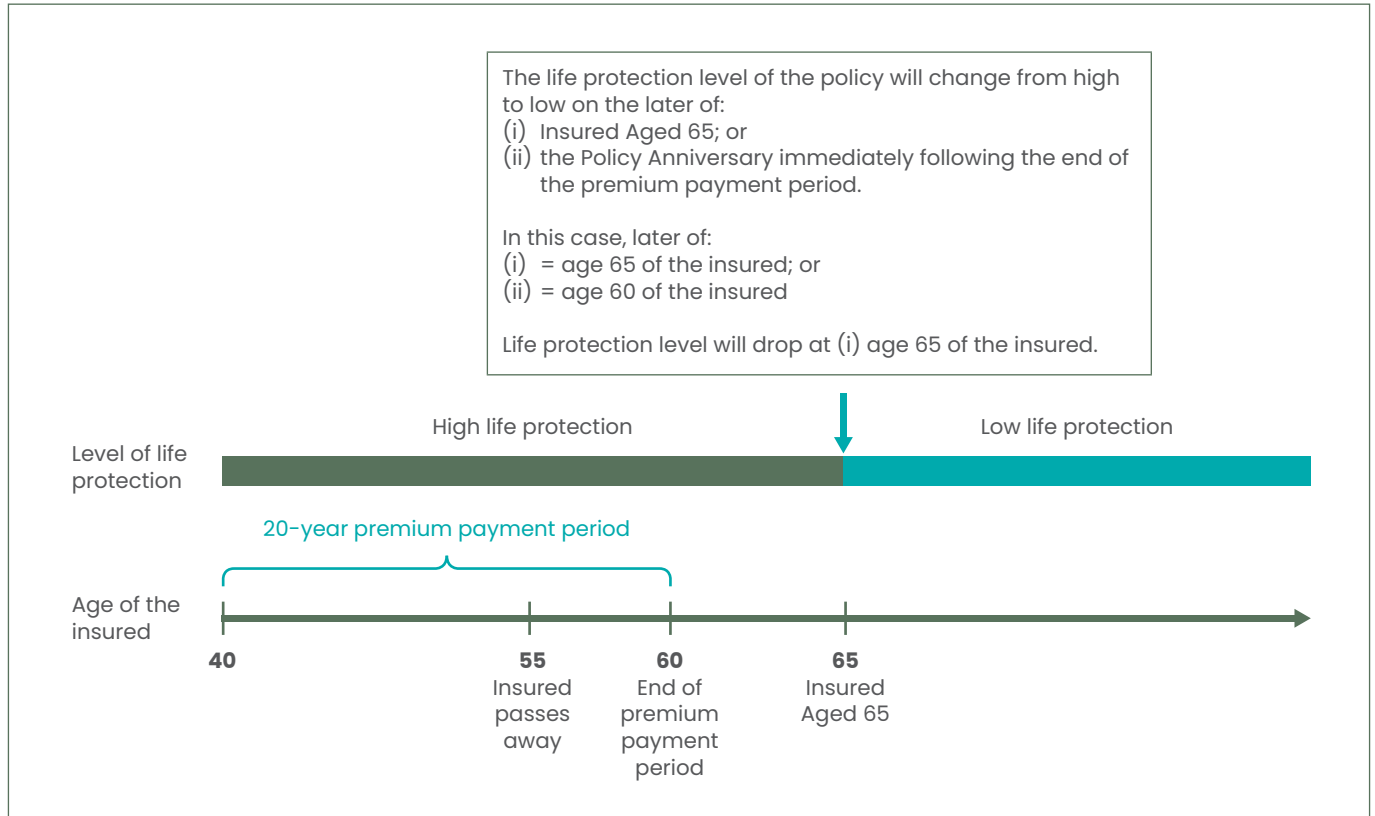 The life protection level of the policy will change from high
to low on the later of:
(i) Insured Aged 65; or
(ii) the Policy Anniversary immediately following the end of
the premium payment period.
In this case, later of:
(i) = age 65 of the insured; or
(ii) = age 60 of the insured
Life protection level will drop at (i) age 65 of the insured.
High life protection
Low life protection
Level of life
protection
20-year premium payment period
Age of the
insured
40
55
Insured
passes
away
60
End of
premium
payment
period
65
Insured
Aged 65